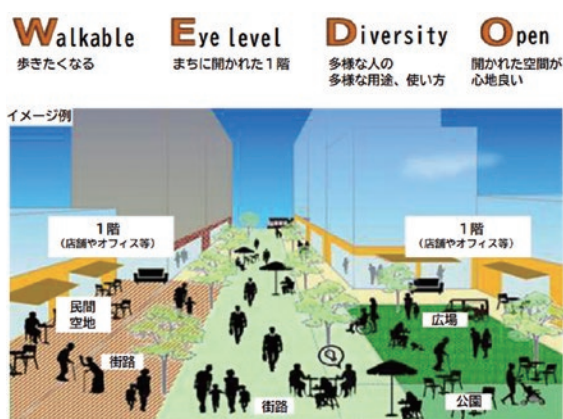 Walkable
歩きたくなる
Eye level
まちに開かれた1階
Diversity
多様な人の
多様な用途、使い方
Open
開かれた空間が
心地良い
イメージ例
1階
(店舗やオフィス等)
1階
(店舗やオフィス等)
民間
空地
広場
街路
街路
公園